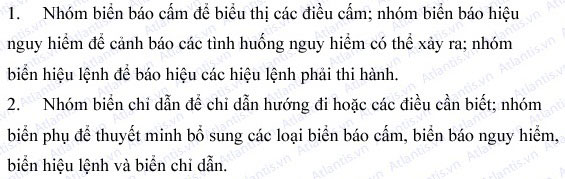 1. Nhóm biển báo cấm để biểu thị các điều cấm; nhóm biển báo hiệu
nguy hiểm để cảnh báo các tình huống nguy hiểm có thể xảy ra; nhóm
biển hiệu lệnh để báo hiệu các hiệu lệnh phải thi hành.
2. Nhóm biển chỉ dẫn để chỉ dẫn hướng đi hoặc các điều cần biết; nhóm
biển phụ để thuyết minh bổ sung các loại biển báo cấm, biển báo nguy hiểm,
biển hiệu lệnh và biển chỉ dẫn.